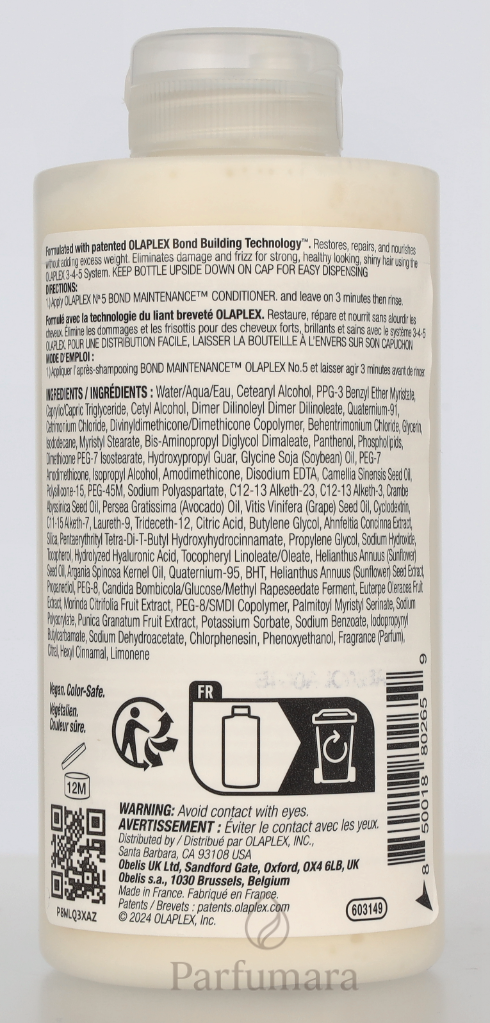 Formulated with patented OLAPLEX Bond Building Technology™. Restores, repairs, and nourishes
without adding excess weight. Eliminates damage and frizz for strong, healthy looking, shiny hair using the
OLAPLEX 3-4-5 System. KEEP BOTTLE UPSIDE DOWN ON CAP FOR EASY DISPENSING
DIRECTIONS:
1.) Apply OLAPLEX Nº5 BOND MAINTENANCE™ CONDITIONER. and leave on 3 minutes then rinse.
Formulé avec la technologie du liant breveté OLAPLEX. Restaure, répare et nourrit sans alourdir les
cheveux. Élimine les dommages et les frisottis pour des cheveux forts, brillants et sains avec le système 3-4-5
OLAPLEX. POUR UNE DISTRIBUTION FACILE, LAISSER LA BOUTEILLE À L'ENVERS SUR SON CAPUCHON
MODE D'EMPLOI :
1.) Appliquer l'après-shampooing BOND MAINTENANCE™ OLAPLEX No.5 et laisser agir 3 minutes avant de rincer
INGREDIENTS / INGRÉDIENTS : Water/Aqua/Eau, Cetearyl Alcohol, PPG-3 Benzyl Ether Myristate,
Caprylic/Capric Triglyceride, Cetyl Alcohol, Dimer Dilinoleyl Dimer Dilinoleate, Quaternium-91,
Cetrimonium Chloride, Divinyldimethicone/Dimethicone Copolymer, Behentrimonium Chloride, Glycerin,
Isododecane, Myristyl Stearate, Bis-Aminopropyl Diglycol Dimaleate, Panthenol, Phospholipids,
Dimethicone PEG-7 Isostearate, Hydroxypropyl Guar, Glycine Soja (Soybean) Oil, PEG-7
Amodimethicone, Isopropyl Alcohol, Amodimethicone, Disodium EDTA, Camellia Sinensis Seed Oil,
Polysilicone-15, PEG-45M, Sodium Polyaspartate, C12-13 Alketh-23, C12-13 Alketh-3, Crambe
Abyssinica Seed Oil, Persea Gratissima (Avocado) Oil, Vitis Vinifera (Grape) Seed Oil, Cyclodextrin,
C11-15 Alketh-7, Laureth-9, Trideceth-12, Citric Acid, Butylene Glycol, Ahnfeltia Concinna Extract,
Silica, Pentaerythrityl Tetra-Di-T-Butyl Hydroxyhydrocinnamate, Propylene Glycol, Sodium Hydroxide,
Tocopherol, Hydrolyzed Hyaluronic Acid, Tocopheryl Linoleate/Oleate, Helianthus Annuus (Sunflower)
Seed Oil, Argania Spinosa Kernel Oil, Quaternium-95, BHT, Helianthus Annuus (Sunflower) Seed Extract,
Propanediol, PEG-8, Candida Bombicola/Glucose/Methyl Rapeseedate Ferment, Euterpe Oleracea Fruit
Extract, Morinda Citrifolia Fruit Extract, PEG-8/SMDI Copolymer, Palmitoyl Myristyl Serinate, Sodium
Polyacrylate, Punica Granatum Fruit Extract, Potassium Sorbate, Sodium Benzoate, Iodopropynyl
Butylcarbamate, Sodium Dehydroacetate, Chlorphenesin, Phenoxyethanol, Fragrance (Parfum),
Citral, Hexyl Cinnamal, Limonene
Vegan. Color-Safe.
Végétalien.
Couleur sûre.
12M
FR
P8WLQ3XAZ
WARNING: Avoid contact with eyes.
AVERTISSEMENT : Éviter le contact avec les yeux.
Distributed by / Distribué par OLAPLEX, INC.,
Santa Barbara, CA 93108 USA
Obelis UK Ltd, Sandford Gate, Oxford, OX4 6LB, UK
Obelis s.a., 1030 Brussels, Belgium
Made in France. Fabriqué en France.
Patents / Brevets : patents.olaplex.com
© 2024 OLAPLEX, Inc.
603149
8 50018 80265 9
Parfumara